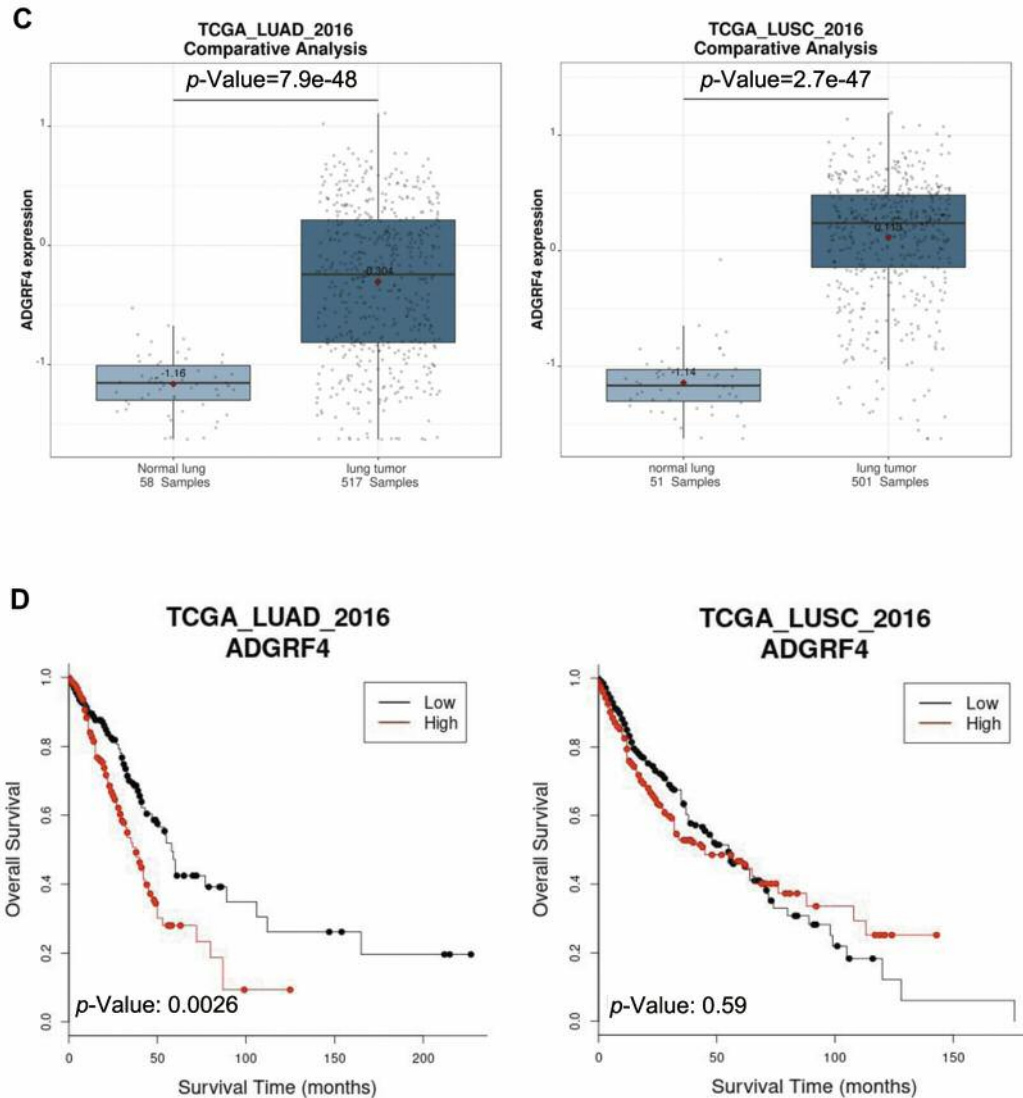 C
TCGA_LUAD_2016
Comparative Analysis
p-Value=7.9e-48
ADGRF4 expression
1
0
-1
-1.16
-0.304
Normal lung
58 Samples
lung tumor
517 Samples
TCGA_LUSC_2016
Comparative Analysis
p-Value=2.7e-47
ADGRF4 expression
1
0
-1
-1.14
0.113
normal lung
51 Samples
lung tumor
501 Samples
D
TCGA_LUAD_2016
ADGRF4
Low
High
Overall Survival
1.0
0.8
0.6
0.4
0.2
0.0
p-Value: 0.0026
0 50 100 150 200
Survival Time (months)
TCGA_LUSC_2016
ADGRF4
Low
High
Overall Survival
1.0
0.8
0.6
0.4
0.2
0.0
p-Value: 0.59
0 50 100 150
Survival Time (months)